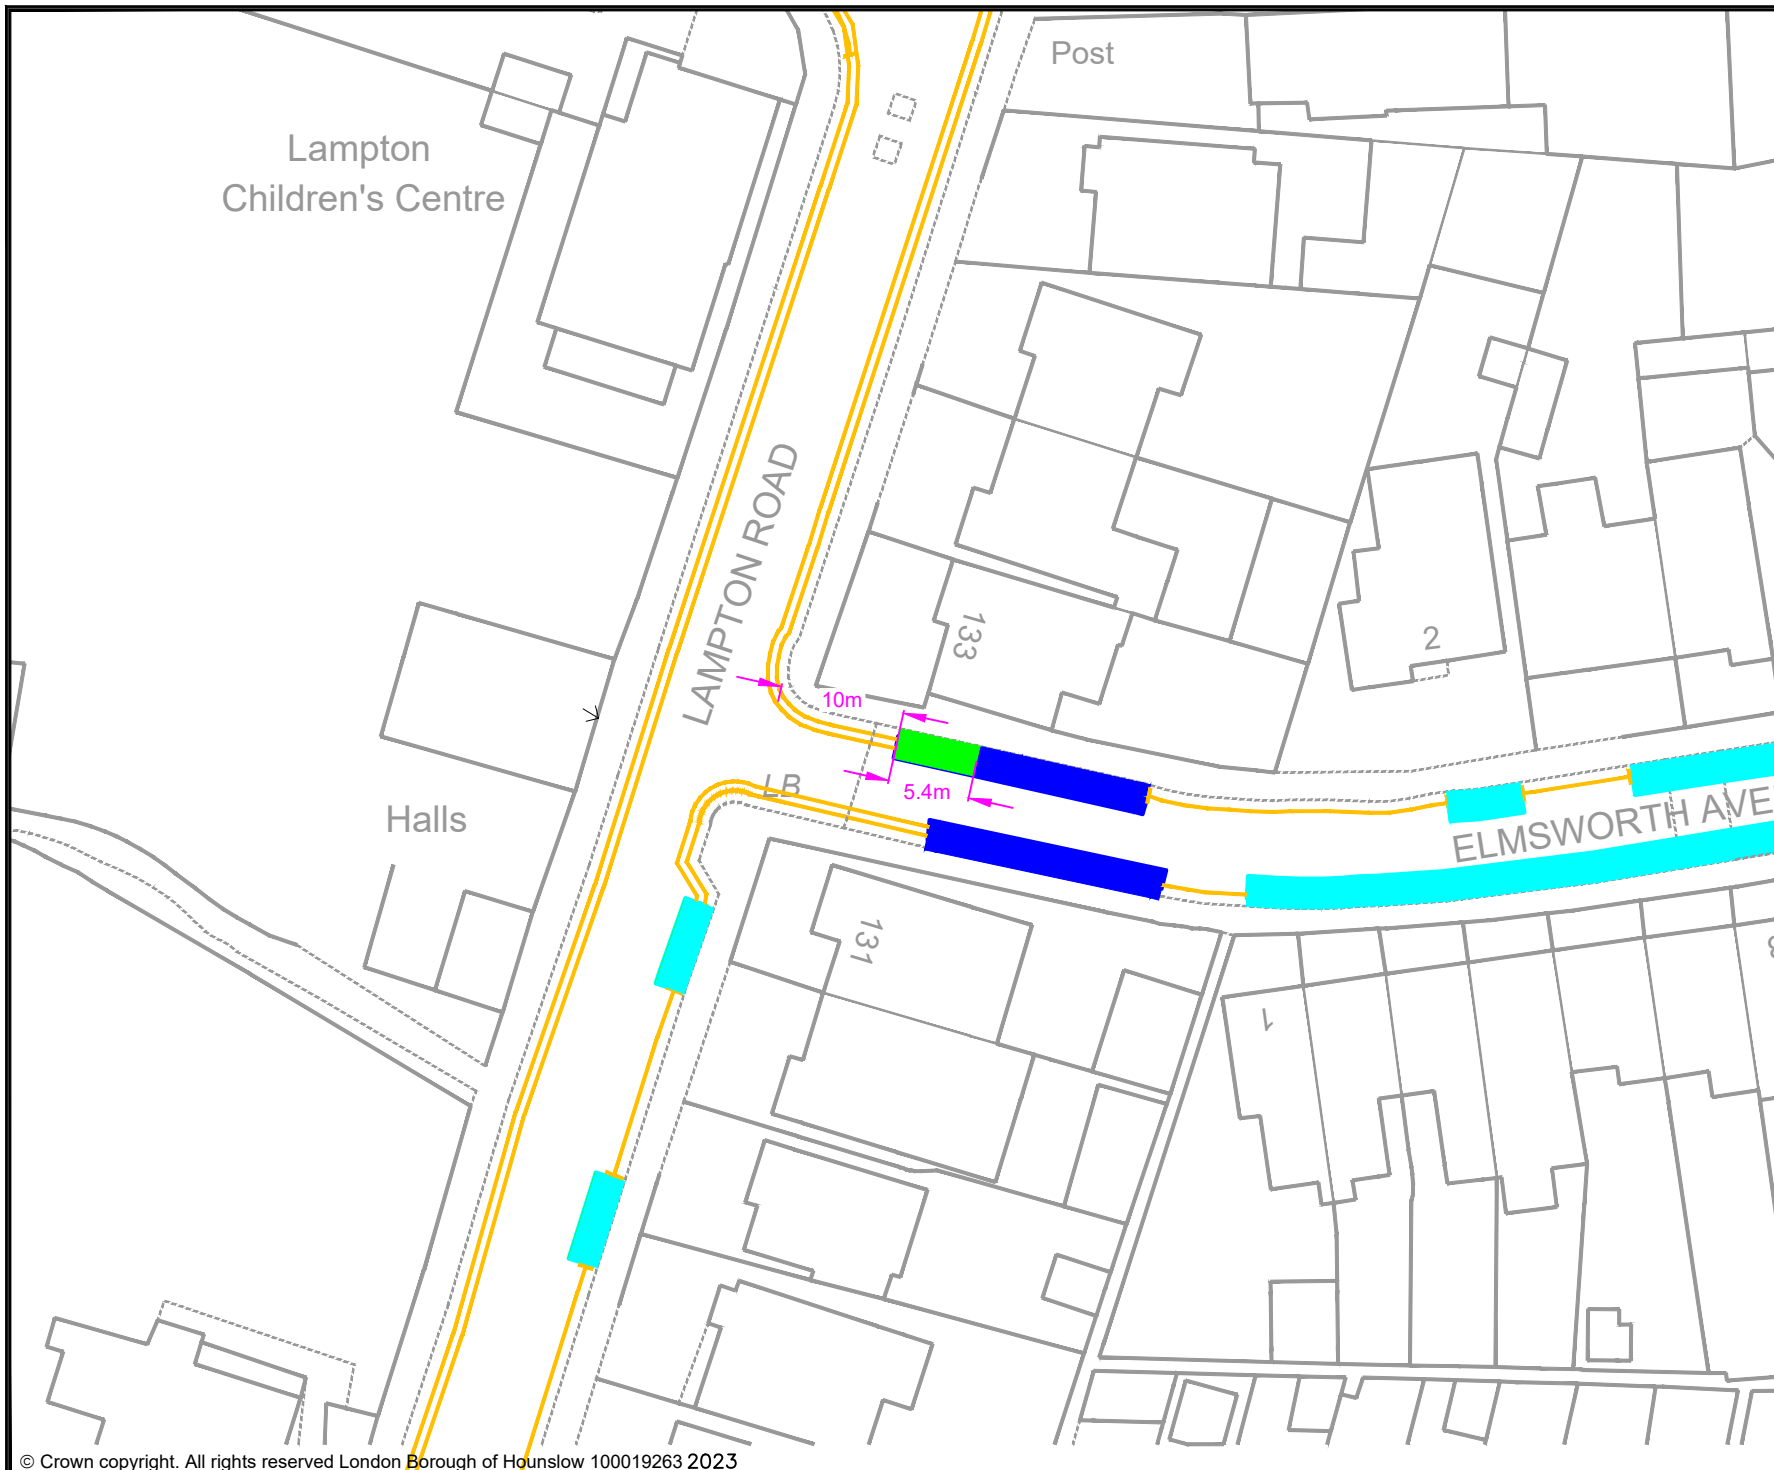 Post
Lampton
Children's Centre
LAMPTON ROAD
133
2
10m
LB
5.4m
Halls
ELMSWORTH AVE
131
1
© Crown copyright. All rights reserved London Borough of Hounslow 100019263 2023